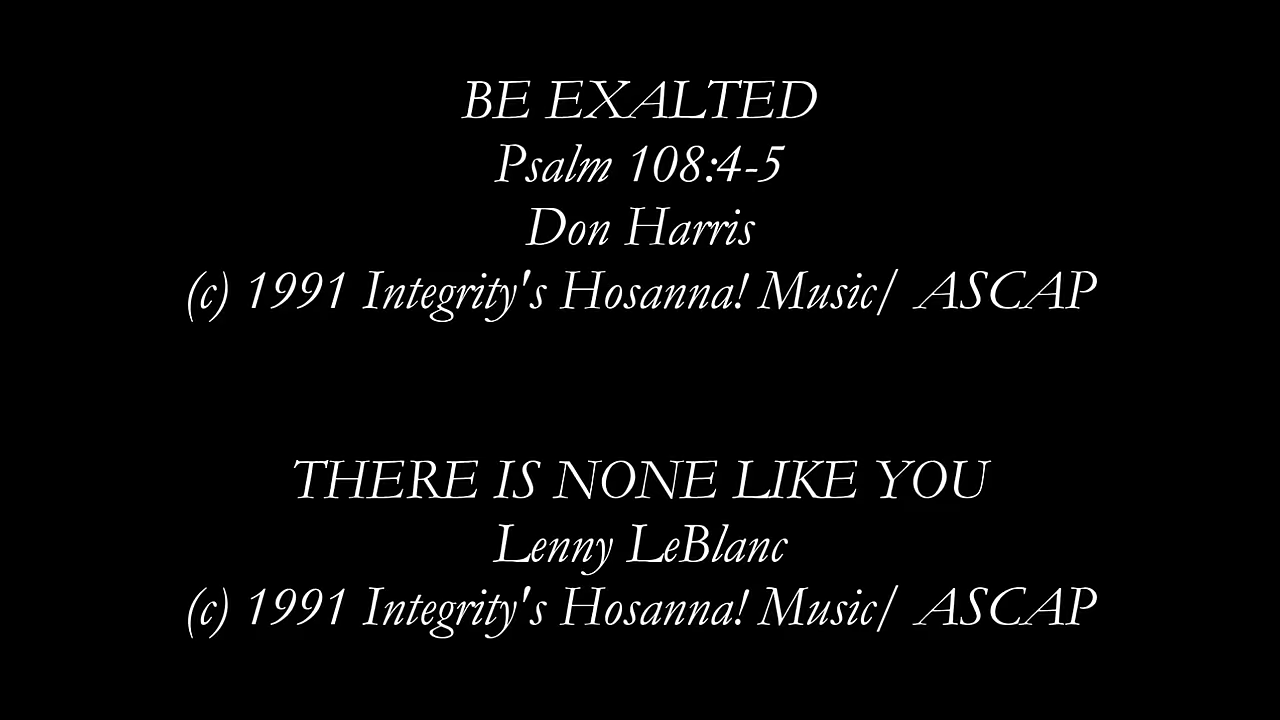 BE EXALTED
Psalm 108:4-5
Don Harris
(c) 1991 Integrity's Hosanna! Music/ ASCAP
THERE IS NONE LIKE YOU
Lenny LeBlanc
(c) 1991 Integrity's Hosanna! Music/ ASCAP